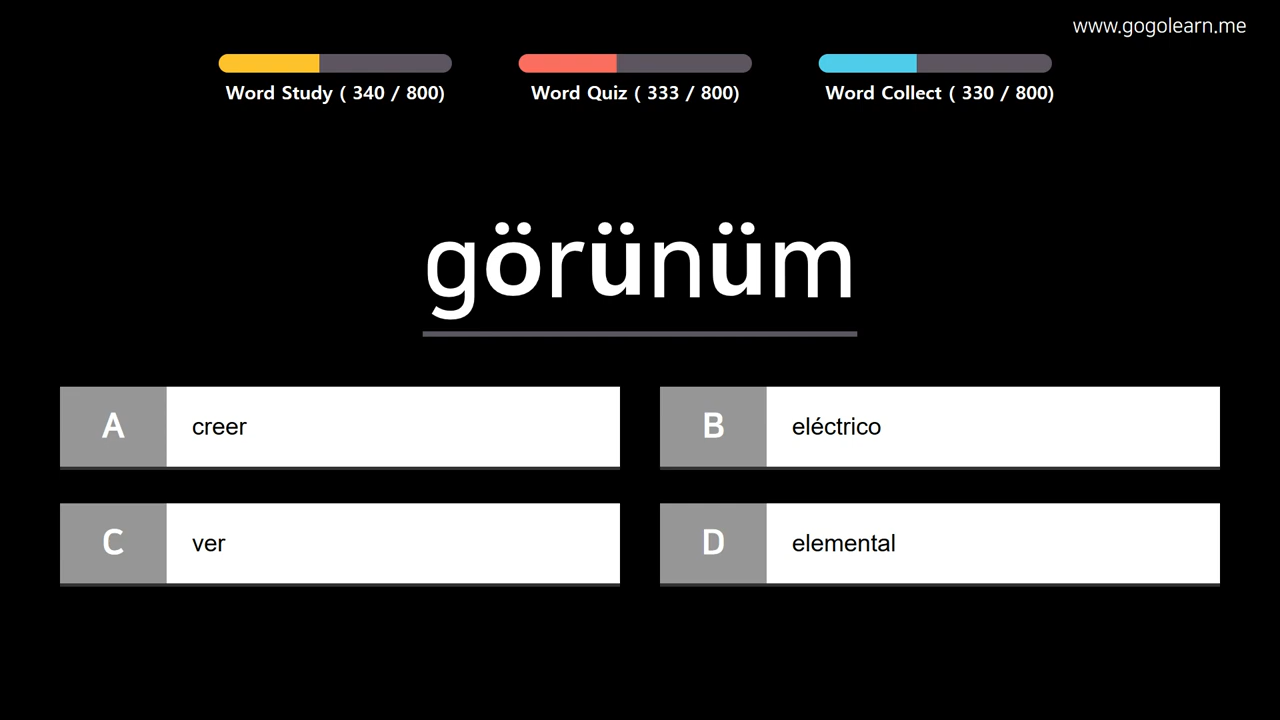 www.gogolearn.me
Word Study ( 340 / 800)
Word Quiz ( 333 / 800)
Word Collect ( 330 / 800)
görünüm
A creer
B eléctrico
C ver
D elemental